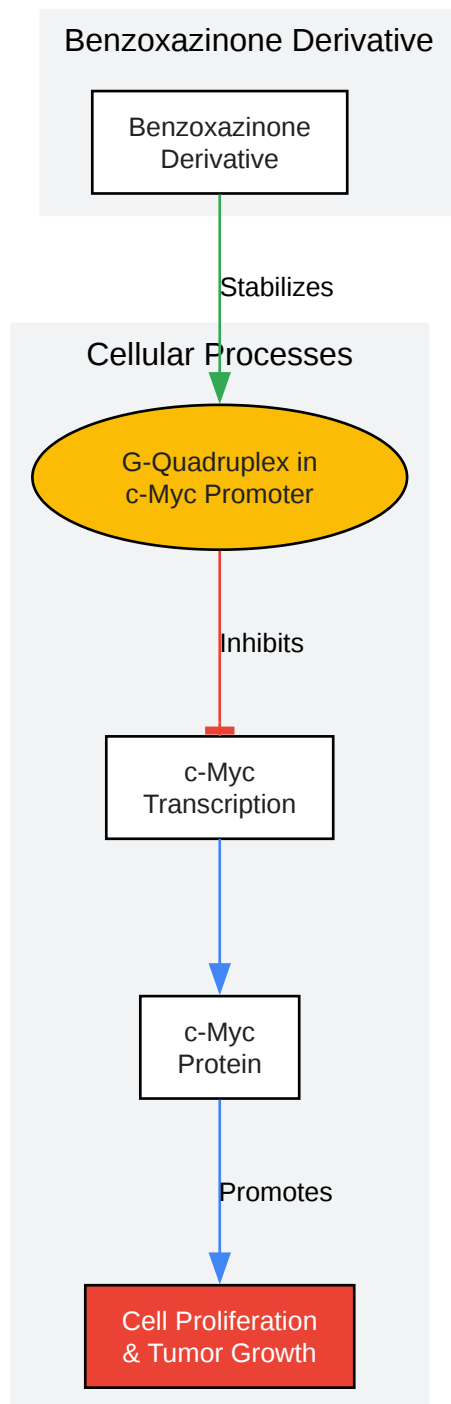 Benzoxazinone Derivative
Benzoxazinone
Derivative
Stabilizes
Cellular Processes
G-Quadruplex in
c-Myc Promoter
Inhibits
c-Myc
Transcription
c-Myc
Protein
Promotes
Cell Proliferation
& Tumor Growth